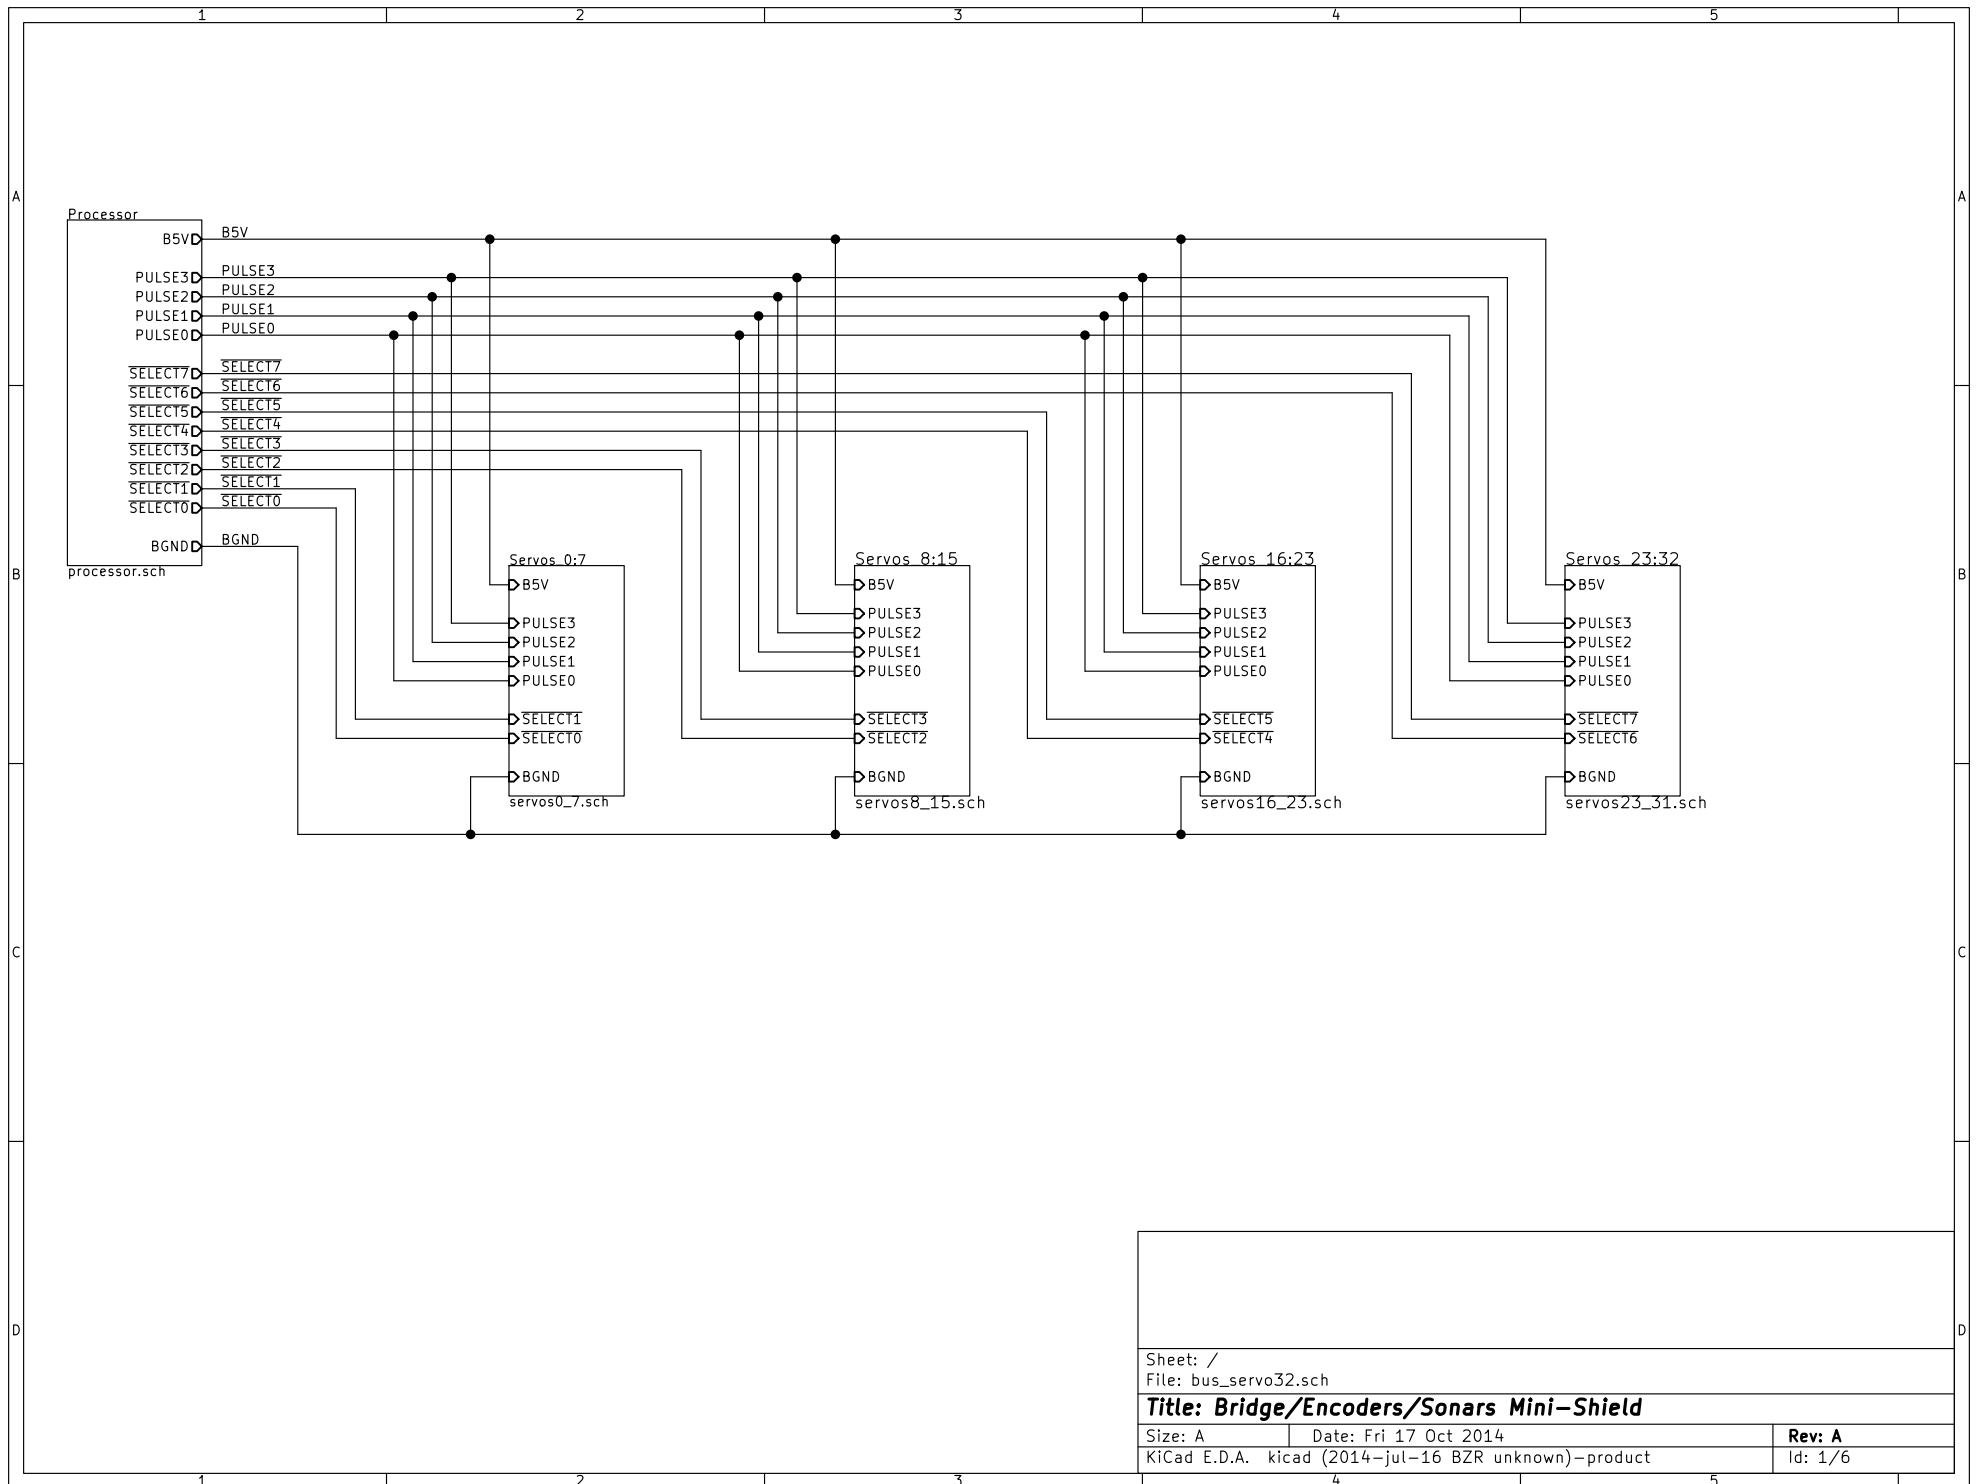 1 2 3 4 5
A A
Processor
B5V B5V
PULSE3 PULSE3
PULSE2 PULSE2
PULSE1 PULSE1
PULSE0 PULSE0
SELECT7 SELECT7
SELECT6 SELECT6
SELECT5 SELECT5
SELECT4 SELECT4
SELECT3 SELECT3
SELECT2 SELECT2
SELECT1 SELECT1
SELECT0 SELECT0
BGND BGND
processor.sch
B B
Servos 0:7
B5V
PULSE3
PULSE2
PULSE1
PULSE0
SELECT1
SELECT0
BGND
servos0_7.sch
Servos 8:15
B5V
PULSE3
PULSE2
PULSE1
PULSE0
SELECT3
SELECT2
BGND
servos8_15.sch
Servos 16:23
B5V
PULSE3
PULSE2
PULSE1
PULSE0
SELECT5
SELECT4
BGND
servos16_23.sch
Servos 23:32
B5V
PULSE3
PULSE2
PULSE1
PULSE0
SELECT7
SELECT6
BGND
servos23_31.sch
C C
D D
Sheet: /
File: bus_servo32.sch
Title: Bridge/Encoders/Sonars Mini-Shield
Size: A Date: Fri 17 Oct 2014 Rev: A
KiCad E.D.A. kicad (2014-jul-16 BZR unknown)-product Id: 1/6
1 2 3 4 5